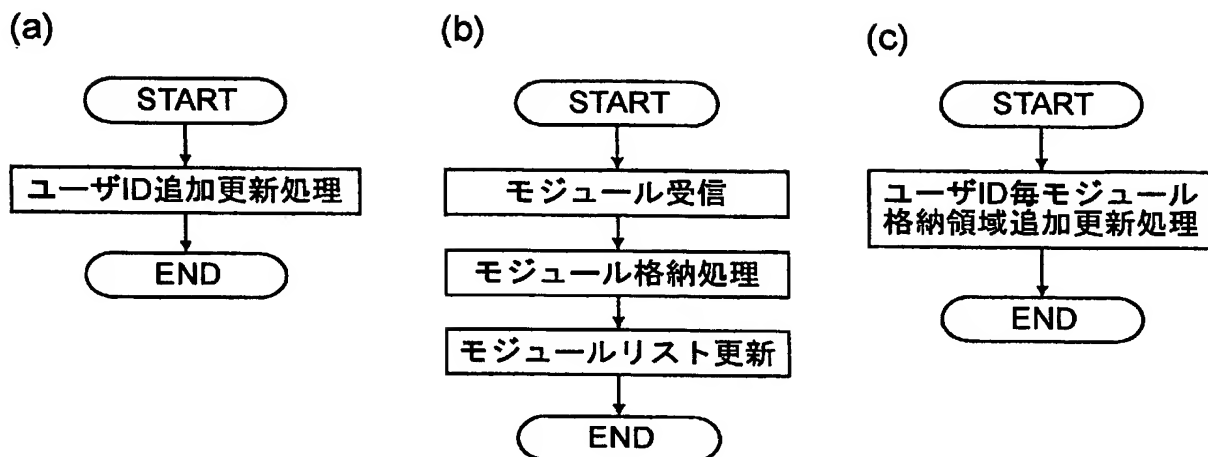 (a)
START
ユーザID追加更新処理
END
(b)
START
モジュール受信
モジュール格納処理
モジュールリスト更新
END
(c)
START
ユーザID毎モジュール
格納領域追加更新処理
END